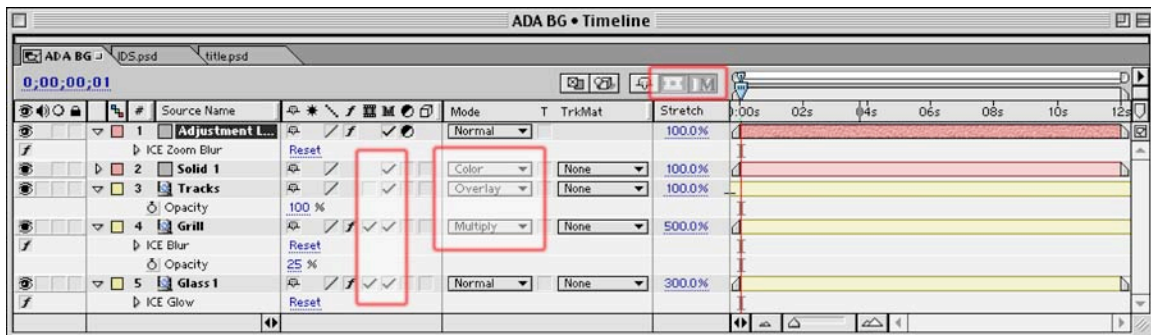 ADA BG • Timeline
ADA BG IDS.psd title.psd
0;00;00;01
# Source Name Mode T TrkMat Stretch 0:00s 02s 04s 06s 08s 10s 12s
1 Adjustment L... Normal 100.0%
ICE Zoom Blur Reset
2 Solid 1 Color None 100.0%
3 Tracks Overlay None 100.0%
Opacity 100 %
4 Grill Multiply None 500.0%
ICE Blur Reset
Opacity 25 %
5 Glass 1 Normal None 300.0%
ICE Glow Reset